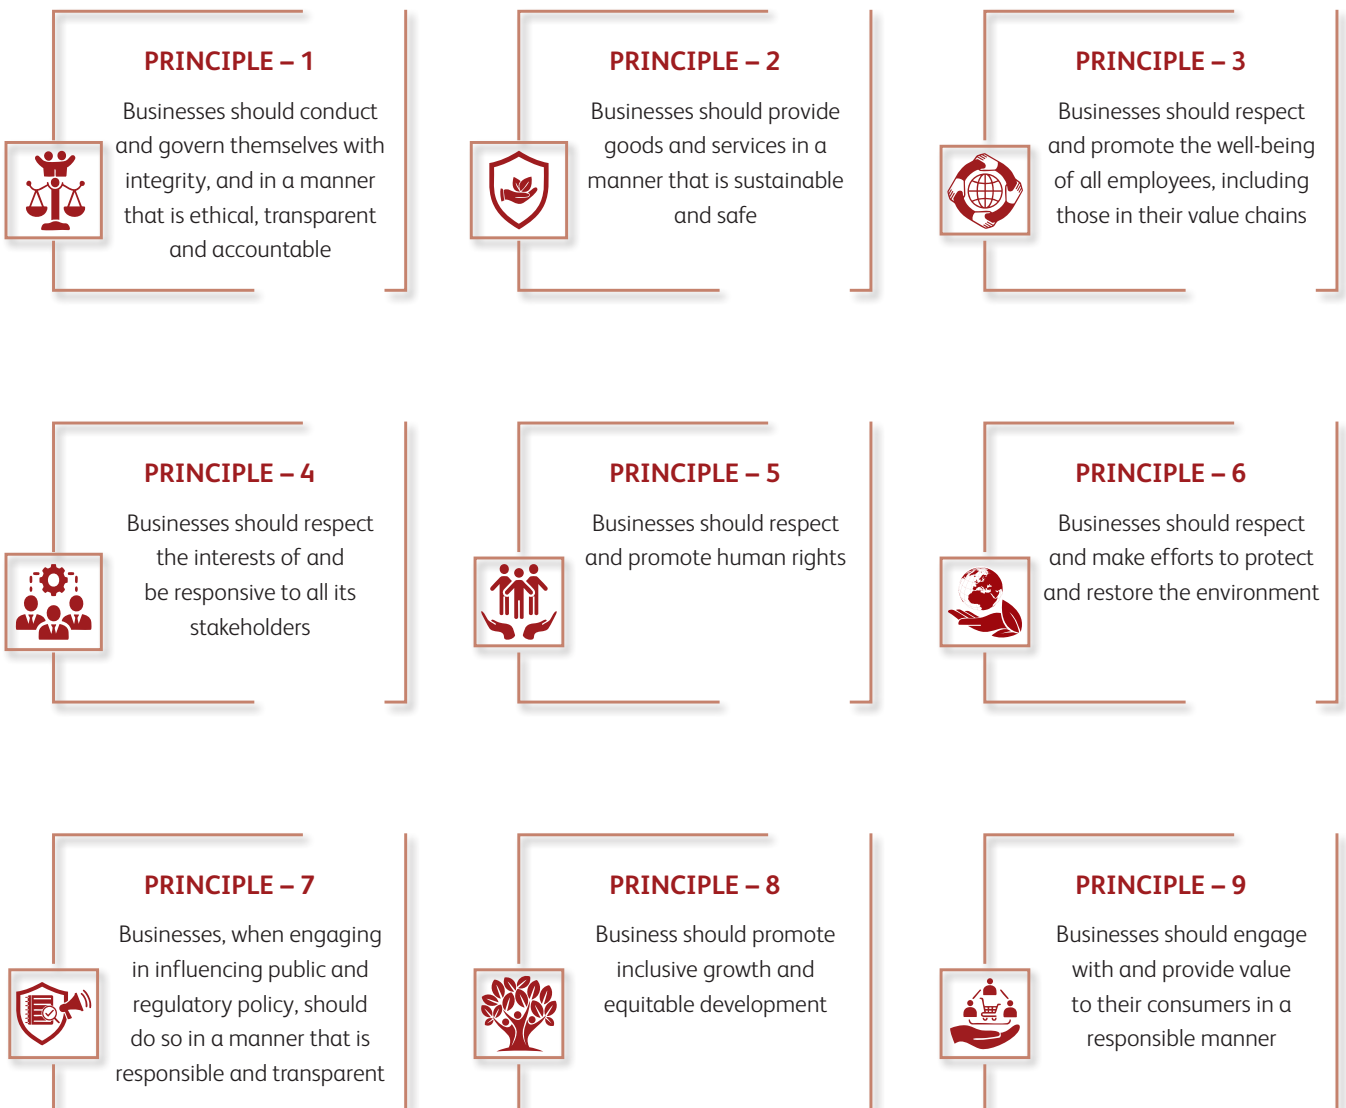 PRINCIPLE – 1
Businesses should conduct
and govern themselves with
integrity, and in a manner
that is ethical, transparent
and accountable
PRINCIPLE – 2
Businesses should provide
goods and services in a
manner that is sustainable
and safe
PRINCIPLE – 3
Businesses should respect
and promote the well-being
of all employees, including
those in their value chains
PRINCIPLE – 4
Businesses should respect
the interests of and
be responsive to all its
stakeholders
PRINCIPLE – 5
Businesses should respect
and promote human rights
PRINCIPLE – 6
Businesses should respect
and make efforts to protect
and restore the environment
PRINCIPLE – 7
Businesses, when engaging
in influencing public and
regulatory policy, should
do so in a manner that is
responsible and transparent
PRINCIPLE – 8
Business should promote
inclusive growth and
equitable development
PRINCIPLE – 9
Businesses should engage
with and provide value
to their consumers in a
responsible manner